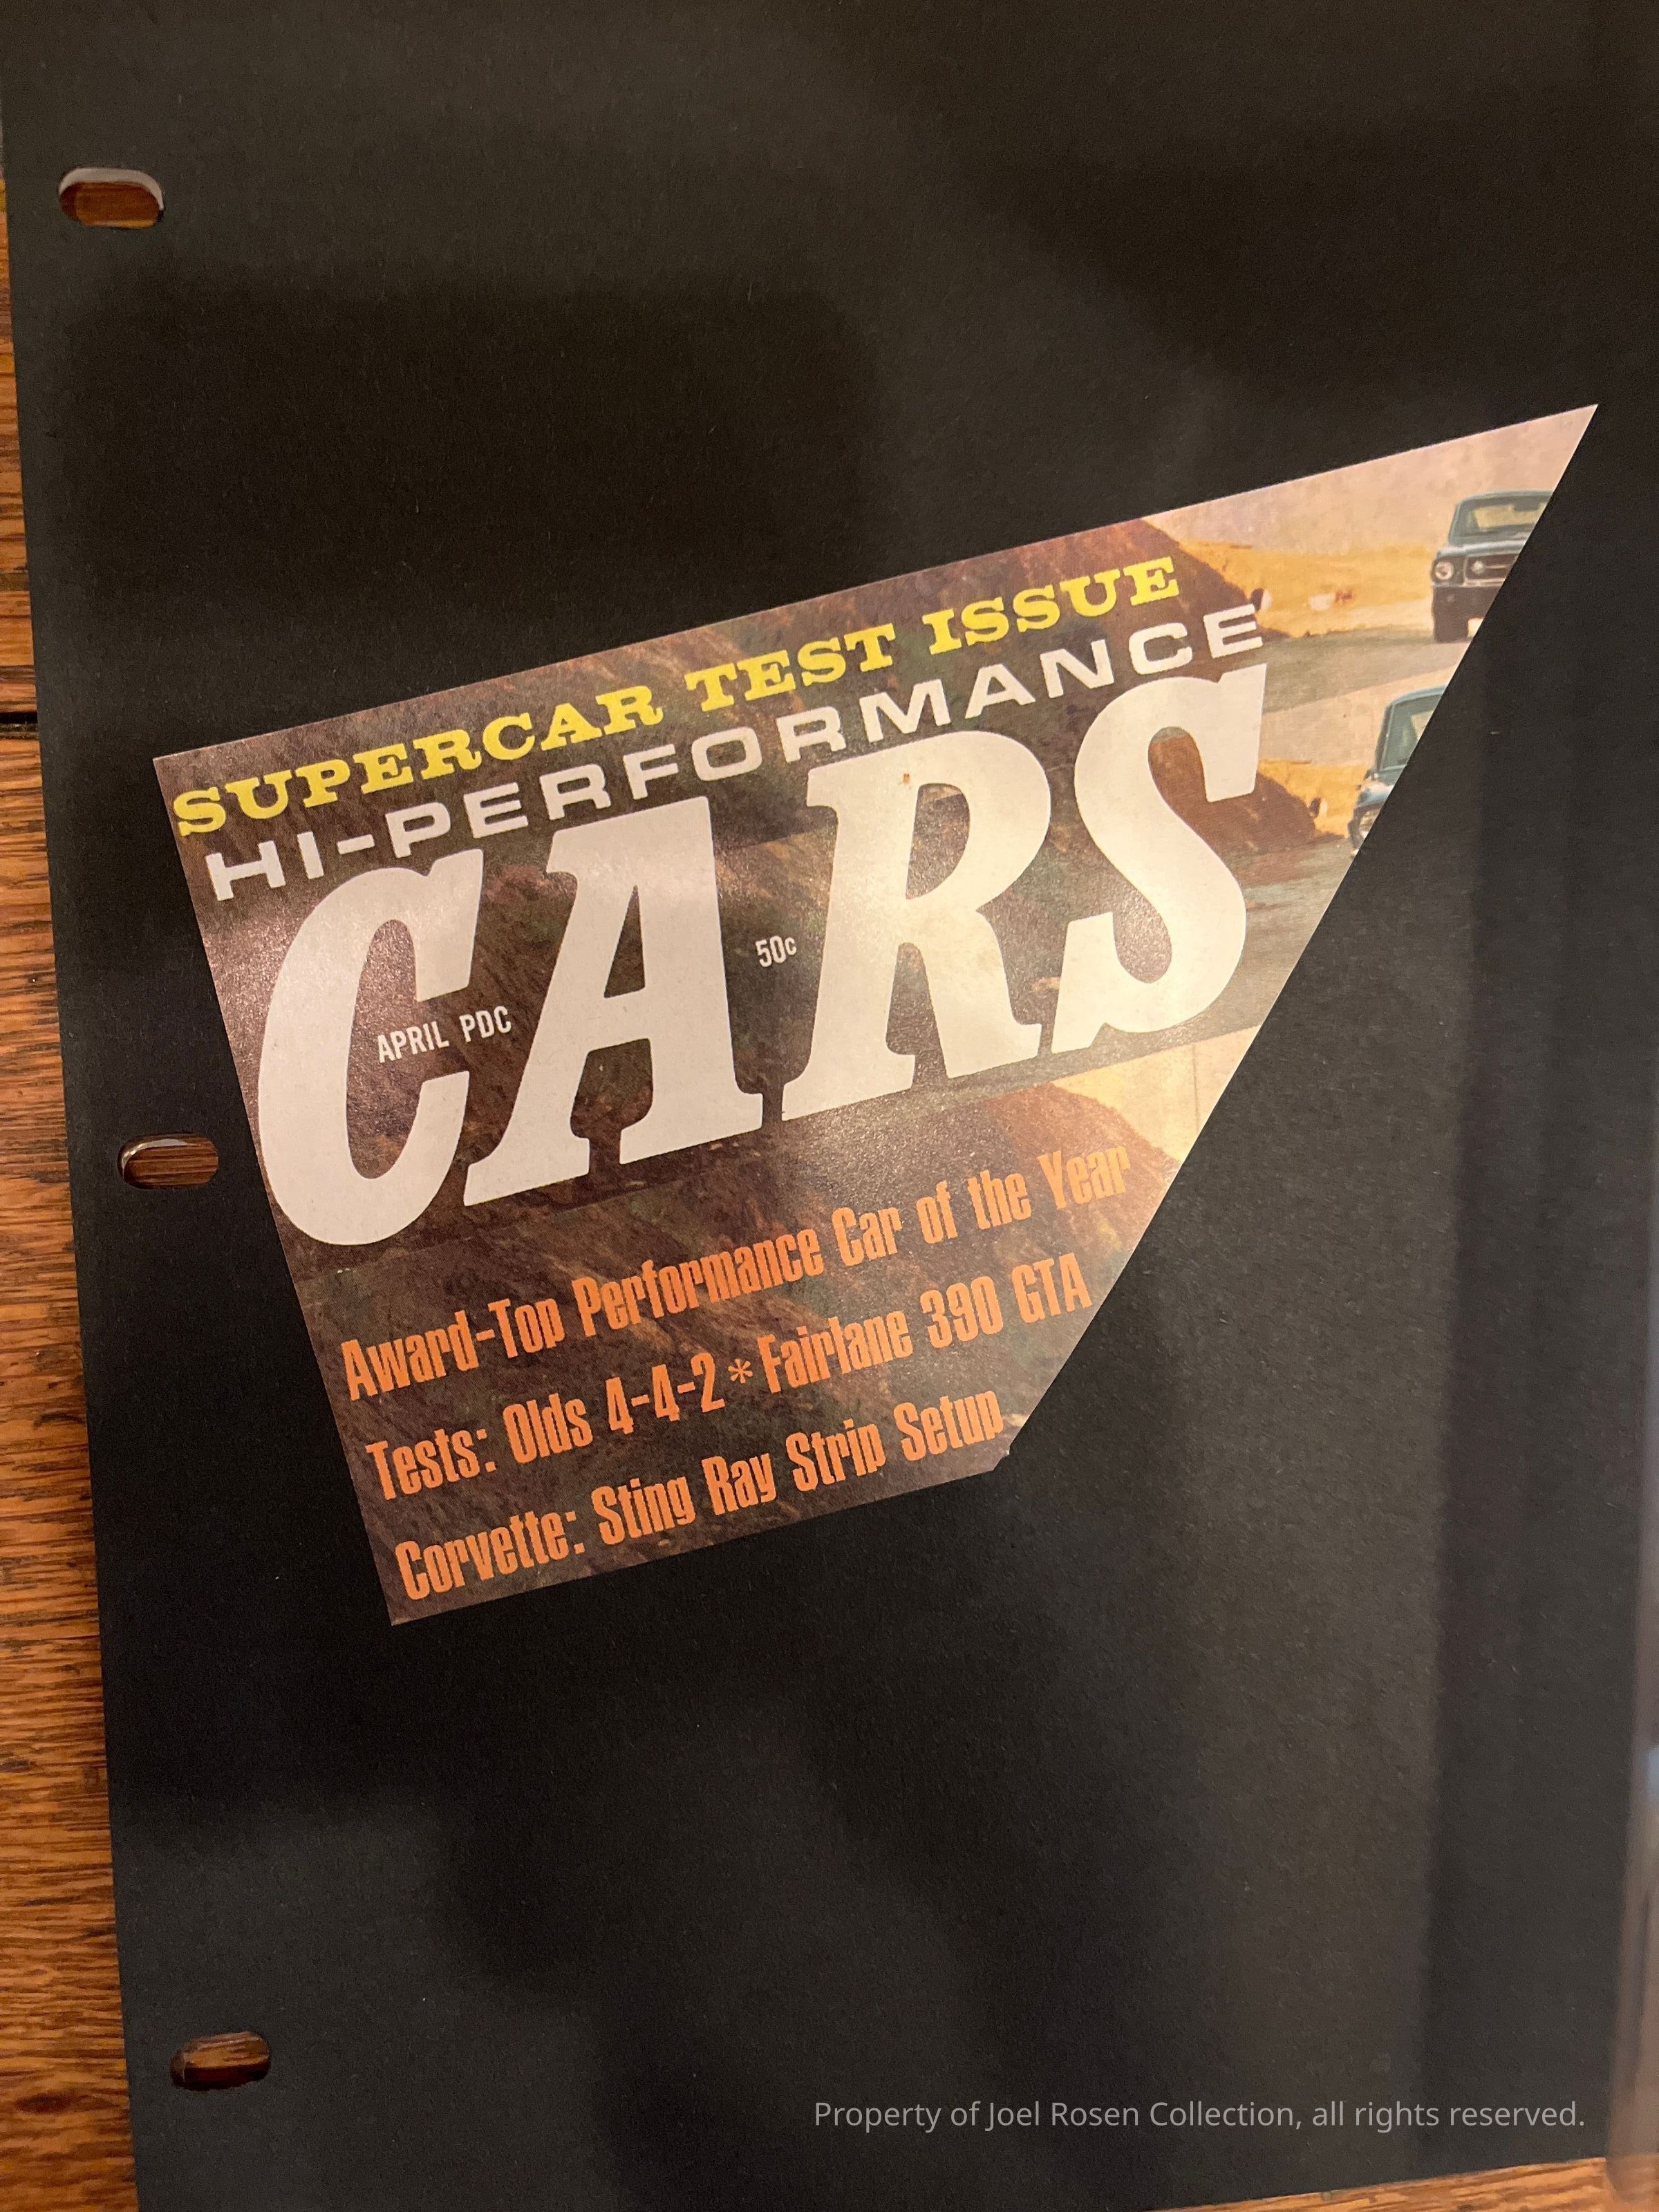 SUPERCAR TEST ISSUE
HI-PERFORMANCE
CARS
50c
APRIL PDC
Award-Top Performance Car of the Year
Tests: Olds 4-4-2 * Fairlane 390 GTA
Corvette: Sting Ray Strip Setup
Property of Joel Rosen Collection, all rights reserved.